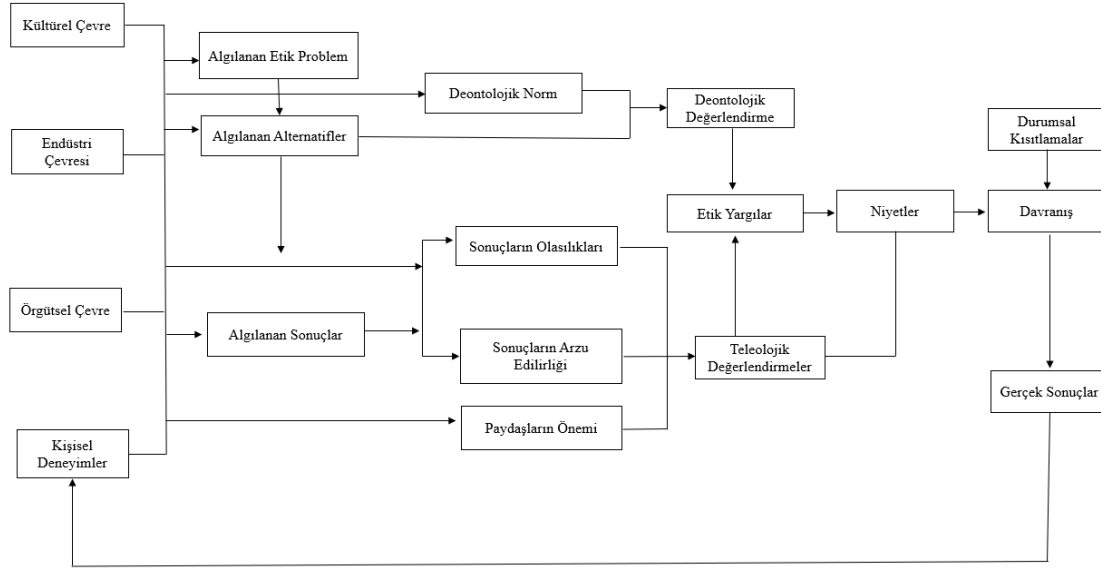 Kültürel Çevre
Algılanan Etik Problem
Deontolojik Norm
Deontolojik
Değerlendirme
Algılanan Alternatifler
Endüstri
Çevresi
Durumsal
Kısıtlamalar
Etik Yargılar
Niyetler
Davranış
Sonuçların Olasılıkları
Örgütsel Çevre
Algılanan Sonuçlar
Sonuçların Arzu
Edilirliği
Teleolojik
Değerlendirmeler
Gerçek Sonuçlar
Paydaşların Önemi
Kişisel
Deneyimler